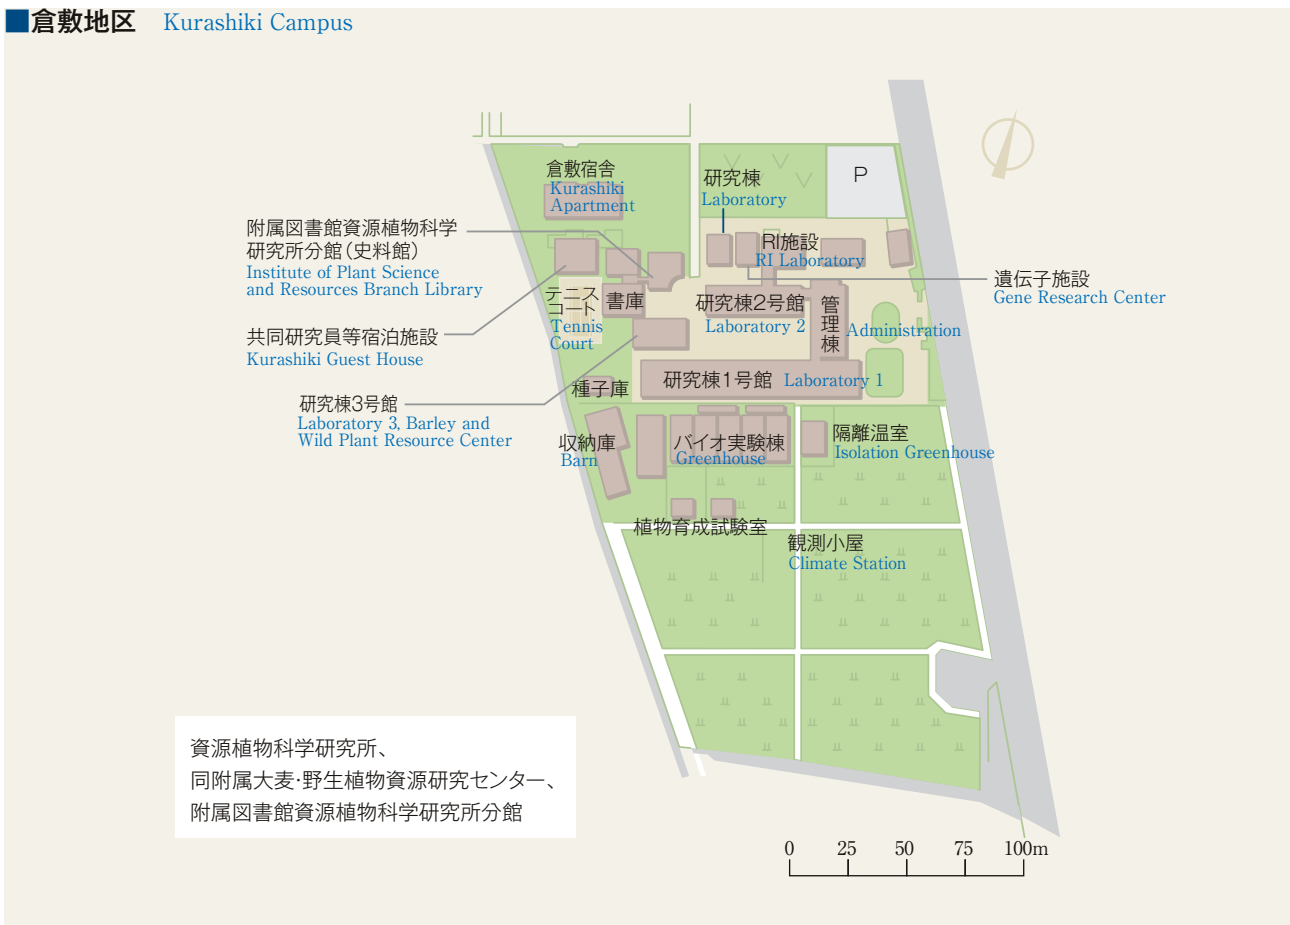 ■倉敷地区 Kurashiki Campus
倉敷宿舎
Kurashiki
Apartment
研究棟
Laboratory
P
附属図書館資源植物科学
研究所分館（史料館）
Institute of Plant Science
and Resources Branch Library
RI施設
RI Laboratory
遺伝子施設
Gene Research Center
テニス
コート
Tennis
Court
書庫
研究棟2号館
Laboratory 2
管理棟
Administration
共同研究員等宿泊施設
Kurashiki Guest House
研究棟1号館 Laboratory 1
種子庫
研究棟3号館
Laboratory 3, Barley and
Wild Plant Resource Center
収納庫
Barn
バイオ実験棟
Greenhouse
隔離温室
Isolation Greenhouse
植物育成試験室
観測小屋
Climate Station
資源植物科学研究所、
同附属大麦・野生植物資源研究センター、
附属図書館資源植物科学研究所分館
0 25 50 75 100m